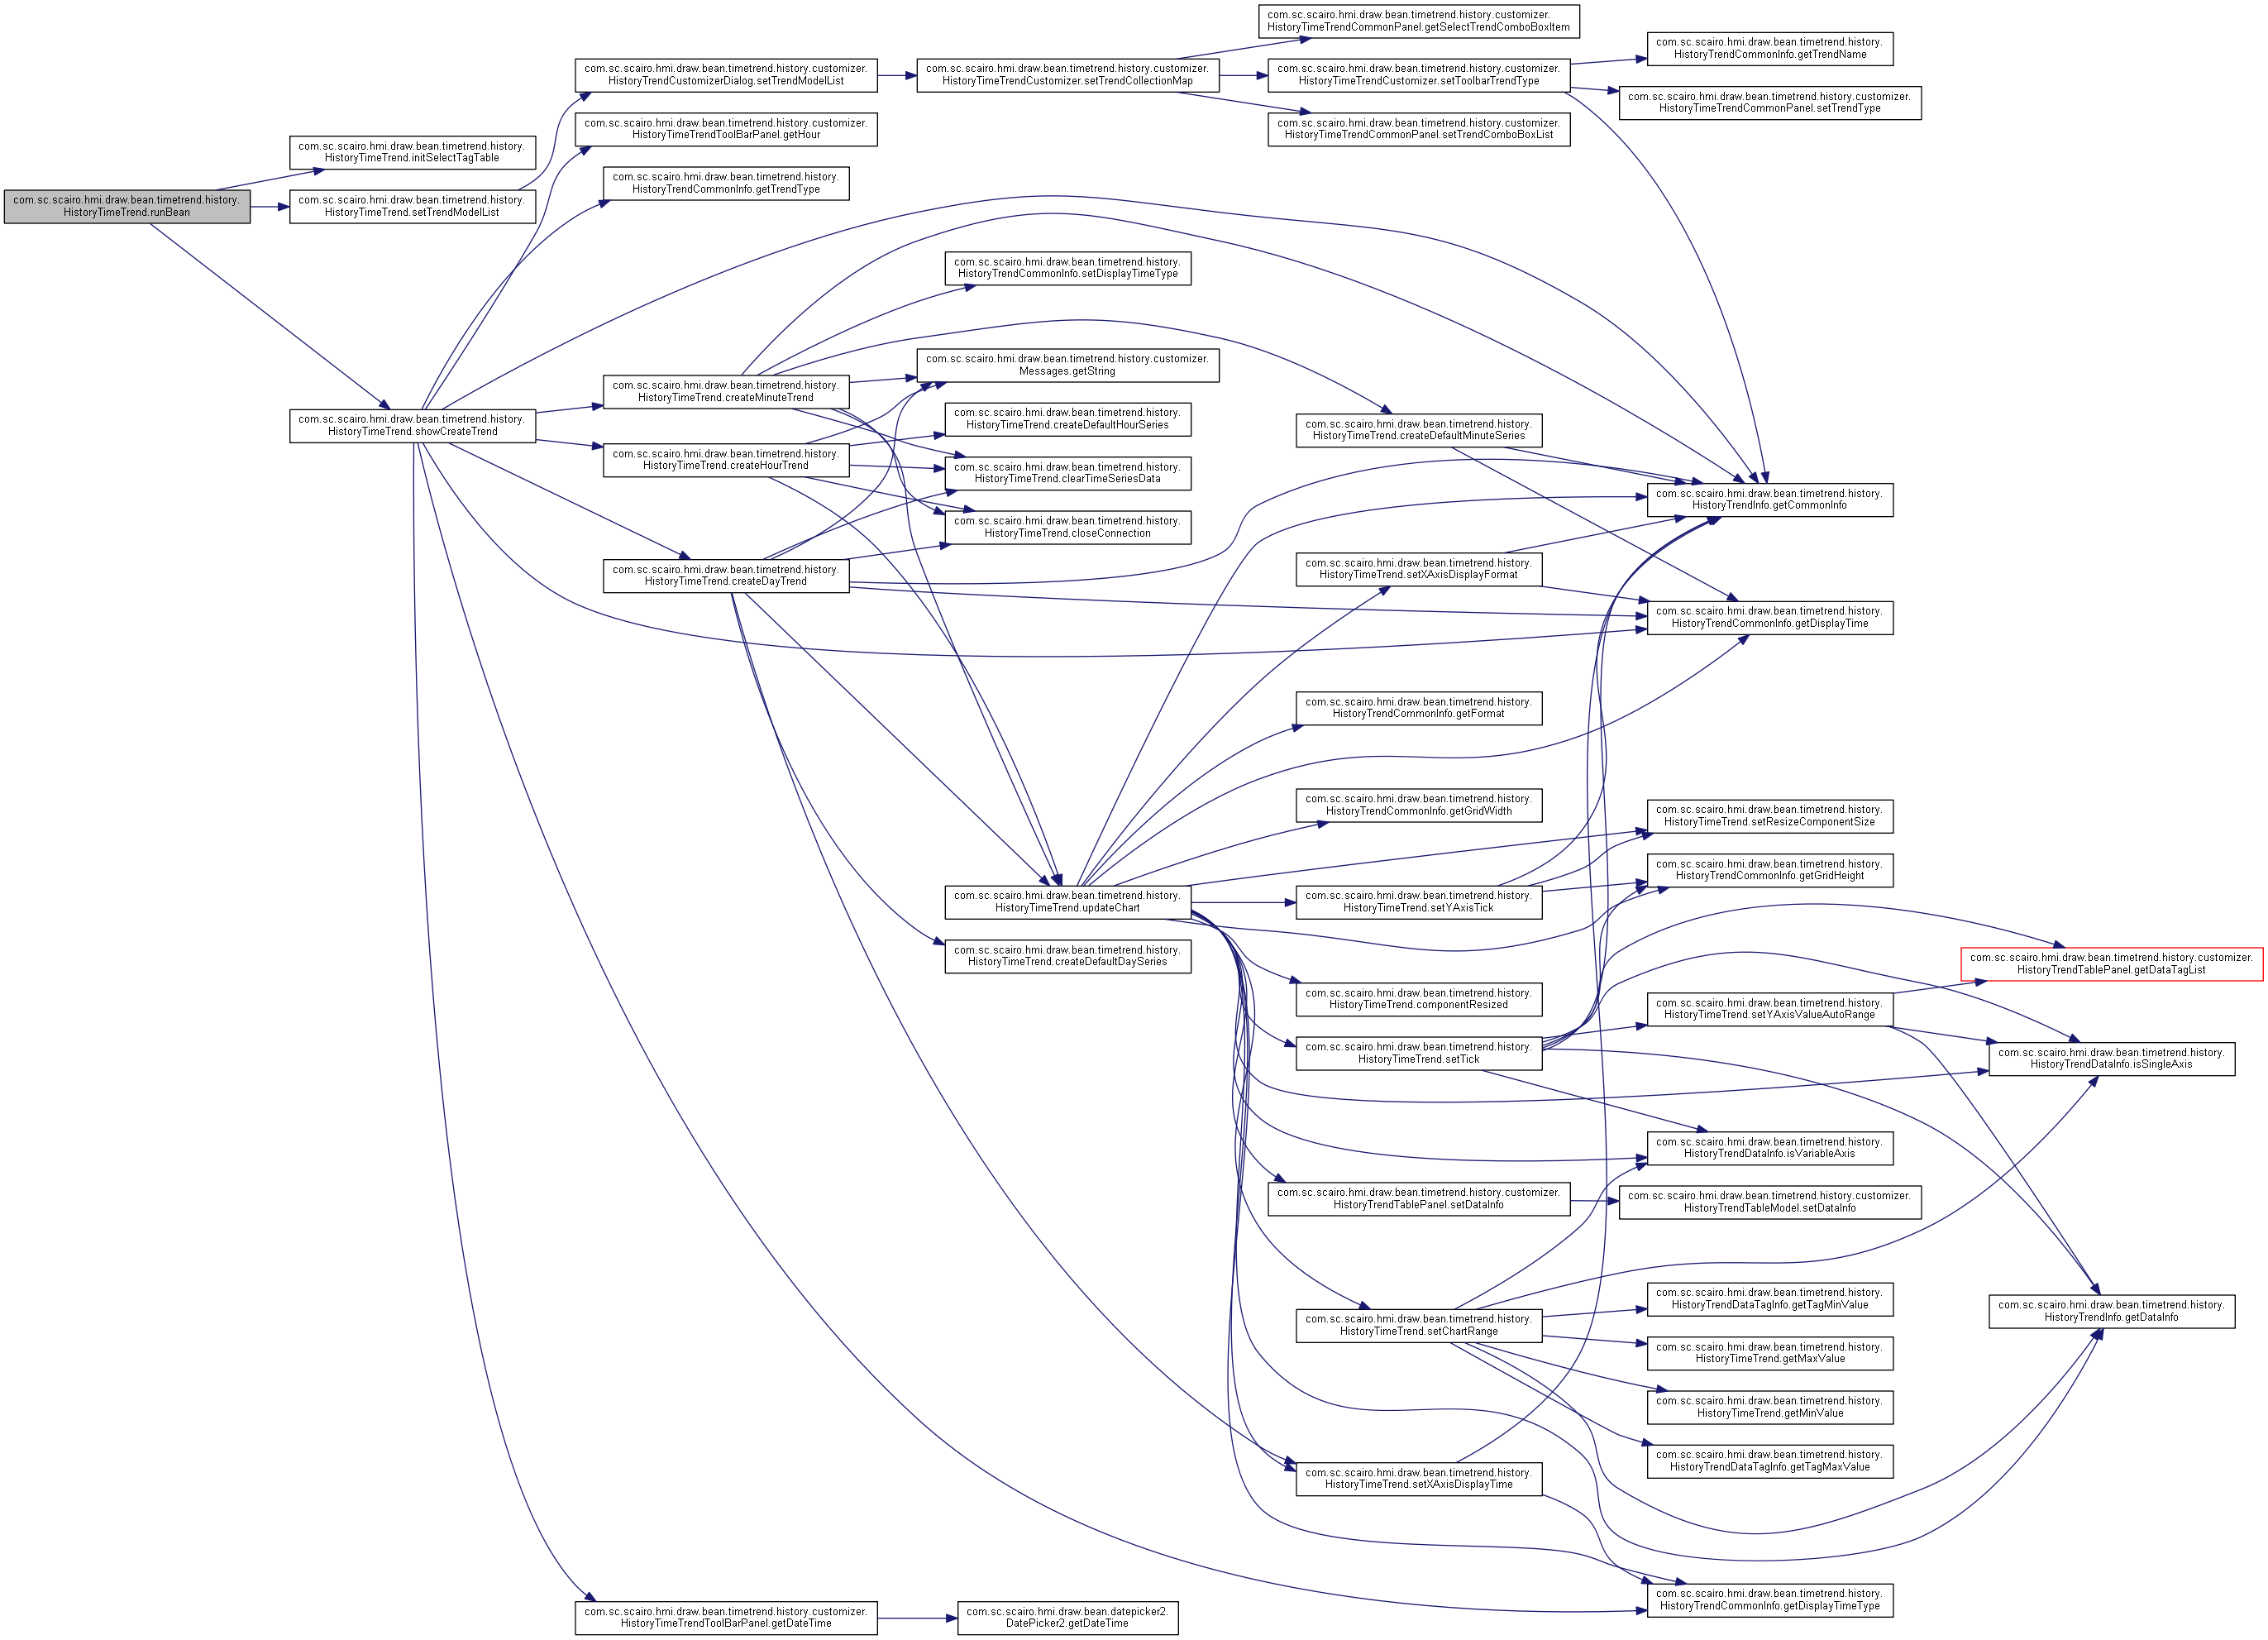 com.sc.scairo.hmi.draw.bean.timetrend.history.
HistoryTimeTrend.runBean
com.sc.scairo.hmi.draw.bean.timetrend.history.
HistoryTimeTrend.initSelectTagTable
com.sc.scairo.hmi.draw.bean.timetrend.history.
HistoryTimeTrend.setTrendModelList
com.sc.scairo.hmi.draw.bean.timetrend.history.
HistoryTimeTrend.showCreateTrend
com.sc.scairo.hmi.draw.bean.timetrend.history.customizer.
HistoryTrendCustomizerDialog.setTrendModelList
com.sc.scairo.hmi.draw.bean.timetrend.history.customizer.
HistoryTimeTrendToolBarPanel.getHour
com.sc.scairo.hmi.draw.bean.timetrend.history.
HistoryTrendCommonInfo.getTrendType
com.sc.scairo.hmi.draw.bean.timetrend.history.
HistoryTimeTrend.createMinuteTrend
com.sc.scairo.hmi.draw.bean.timetrend.history.
HistoryTimeTrend.createHourTrend
com.sc.scairo.hmi.draw.bean.timetrend.history.
HistoryTimeTrend.createDayTrend
com.sc.scairo.hmi.draw.bean.timetrend.history.customizer.
HistoryTimeTrendToolBarPanel.getDateTime
com.sc.scairo.hmi.draw.bean.timetrend.history.customizer.
HistoryTimeTrendCustomizer.setTrendCollectionMap
com.sc.scairo.hmi.draw.bean.timetrend.history.
HistoryTrendCommonInfo.setDisplayTimeType
com.sc.scairo.hmi.draw.bean.timetrend.history.customizer.
Messages.getString
com.sc.scairo.hmi.draw.bean.timetrend.history.
HistoryTimeTrend.createDefaultHourSeries
com.sc.scairo.hmi.draw.bean.timetrend.history.
HistoryTimeTrend.clearTimeSeriesData
com.sc.scairo.hmi.draw.bean.timetrend.history.
HistoryTimeTrend.closeConnection
com.sc.scairo.hmi.draw.bean.timetrend.history.
HistoryTimeTrend.updateChart
com.sc.scairo.hmi.draw.bean.timetrend.history.
HistoryTimeTrend.createDefaultDaySeries
com.sc.scairo.hmi.draw.bean.datepicker2.
DatePicker2.getDateTime
com.sc.scairo.hmi.draw.bean.timetrend.history.customizer.
HistoryTimeTrendCommonPanel.getSelectTrendComboBoxItem
com.sc.scairo.hmi.draw.bean.timetrend.history.customizer.
HistoryTimeTrendCustomizer.setToolbarTrendType
com.sc.scairo.hmi.draw.bean.timetrend.history.customizer.
HistoryTimeTrendCommonPanel.setTrendComboBoxList
com.sc.scairo.hmi.draw.bean.timetrend.history.
HistoryTimeTrend.createDefaultMinuteSeries
com.sc.scairo.hmi.draw.bean.timetrend.history.
HistoryTimeTrend.setXAxisDisplayFormat
com.sc.scairo.hmi.draw.bean.timetrend.history.
HistoryTrendCommonInfo.getFormat
com.sc.scairo.hmi.draw.bean.timetrend.history.
HistoryTrendCommonInfo.getGridWidth
com.sc.scairo.hmi.draw.bean.timetrend.history.
HistoryTimeTrend.setYAxisTick
com.sc.scairo.hmi.draw.bean.timetrend.history.
HistoryTimeTrend.componentResized
com.sc.scairo.hmi.draw.bean.timetrend.history.
HistoryTimeTrend.setTick
com.sc.scairo.hmi.draw.bean.timetrend.history.customizer.
HistoryTrendTablePanel.setDataInfo
com.sc.scairo.hmi.draw.bean.timetrend.history.
HistoryTimeTrend.setChartRange
com.sc.scairo.hmi.draw.bean.timetrend.history.
HistoryTimeTrend.setXAxisDisplayTime
com.sc.scairo.hmi.draw.bean.timetrend.history.
HistoryTrendCommonInfo.getTrendName
com.sc.scairo.hmi.draw.bean.timetrend.history.customizer.
HistoryTimeTrendCommonPanel.setTrendType
com.sc.scairo.hmi.draw.bean.timetrend.history.
HistoryTrendInfo.getCommonInfo
com.sc.scairo.hmi.draw.bean.timetrend.history.
HistoryTrendCommonInfo.getDisplayTime
com.sc.scairo.hmi.draw.bean.timetrend.history.
HistoryTimeTrend.setResizeComponentSize
com.sc.scairo.hmi.draw.bean.timetrend.history.
HistoryTrendCommonInfo.getGridHeight
com.sc.scairo.hmi.draw.bean.timetrend.history.
HistoryTimeTrend.setYAxisValueAutoRange
com.sc.scairo.hmi.draw.bean.timetrend.history.
HistoryTrendDataInfo.isVariableAxis
com.sc.scairo.hmi.draw.bean.timetrend.history.customizer.
HistoryTrendTableModel.setDataInfo
com.sc.scairo.hmi.draw.bean.timetrend.history.
HistoryTrendDataTagInfo.getTagMinValue
com.sc.scairo.hmi.draw.bean.timetrend.history.
HistoryTimeTrend.getMaxValue
com.sc.scairo.hmi.draw.bean.timetrend.history.
HistoryTimeTrend.getMinValue
com.sc.scairo.hmi.draw.bean.timetrend.history.
HistoryTrendDataTagInfo.getTagMaxValue
com.sc.scairo.hmi.draw.bean.timetrend.history.
HistoryTrendCommonInfo.getDisplayTimeType
com.sc.scairo.hmi.draw.bean.timetrend.history.customizer.
HistoryTrendTablePanel.getDataTagList
com.sc.scairo.hmi.draw.bean.timetrend.history.
HistoryTrendDataInfo.isSingleAxis
com.sc.scairo.hmi.draw.bean.timetrend.history.
HistoryTrendInfo.getDataInfo